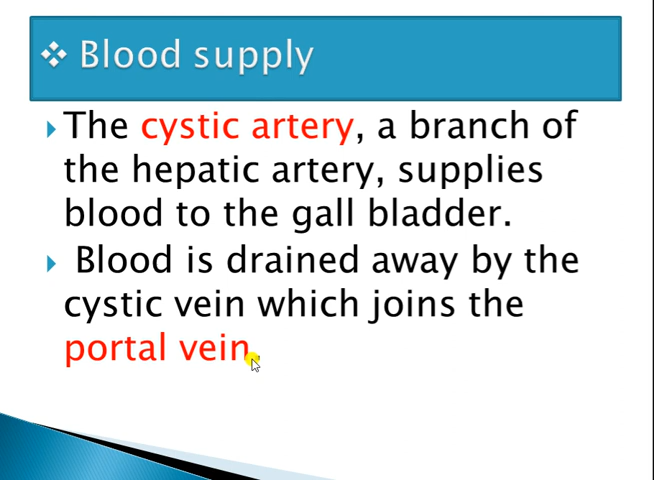 ❖ Blood supply
The cystic artery, a branch of
the hepatic artery, supplies
blood to the gall bladder.
Blood is drained away by the
cystic vein which joins the
portal vein.